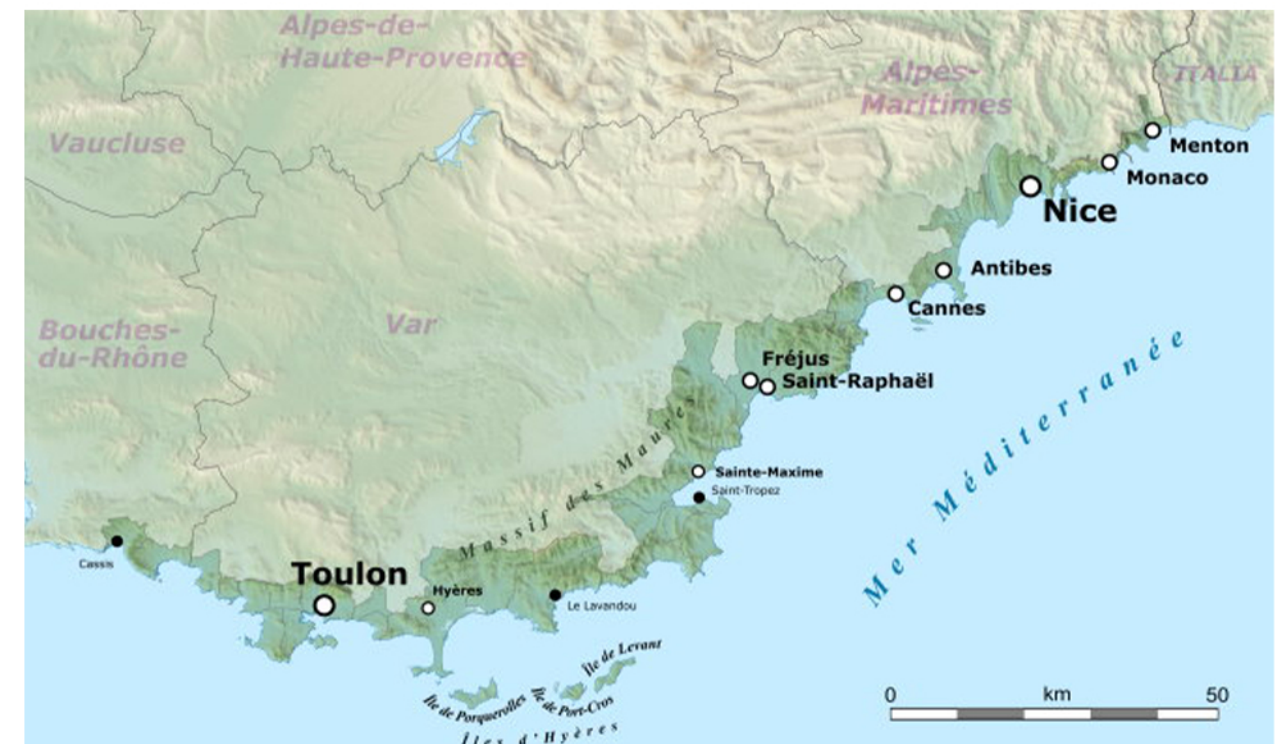 Alpes-de-
Haute-Provence
Alpes-
Maritimes
ITALIA
Vaucluse
Menton
Monaco
Nice
Antibes
Cannes
Bouches-
du-Rhône
Var
Fréjus
Saint-Raphaël
Mer Méditerranée
Massif des Maures
Sainte-Maxime
Saint-Tropez
Cassis
Toulon
Hyères
Le Lavandou
Île de Levant
Île de Porquerolles
Île de Port-Cros
Îles d'Hyères
0 km 50